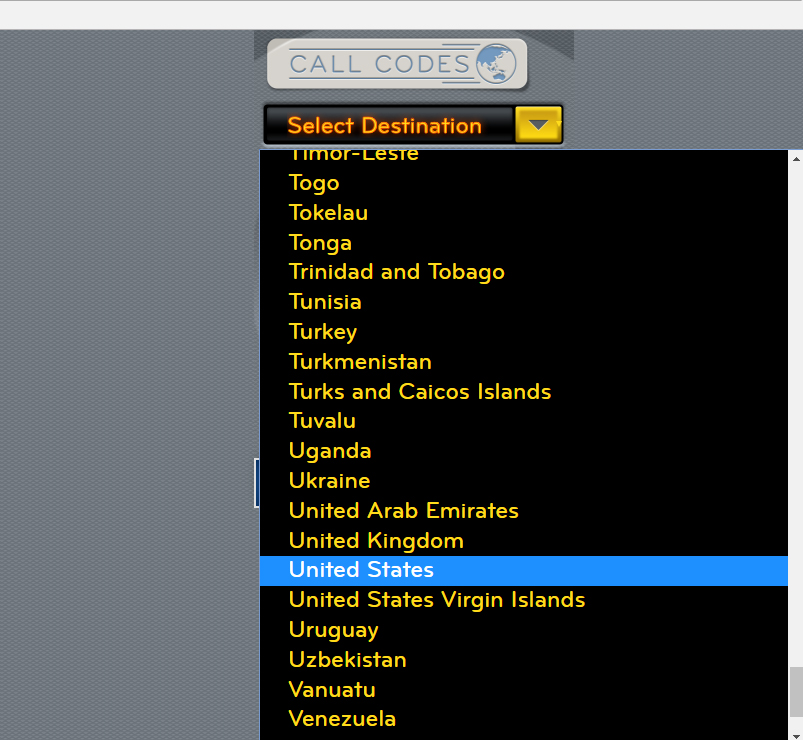 CALL CODES
Select Destination
Timor-Leste
Togo
Tokelau
Tonga
Trinidad and Tobago
Tunisia
Turkey
Turkmenistan
Turks and Caicos Islands
Tuvalu
Uganda
Ukraine
United Arab Emirates
United Kingdom
United States
United States Virgin Islands
Uruguay
Uzbekistan
Vanuatu
Venezuela